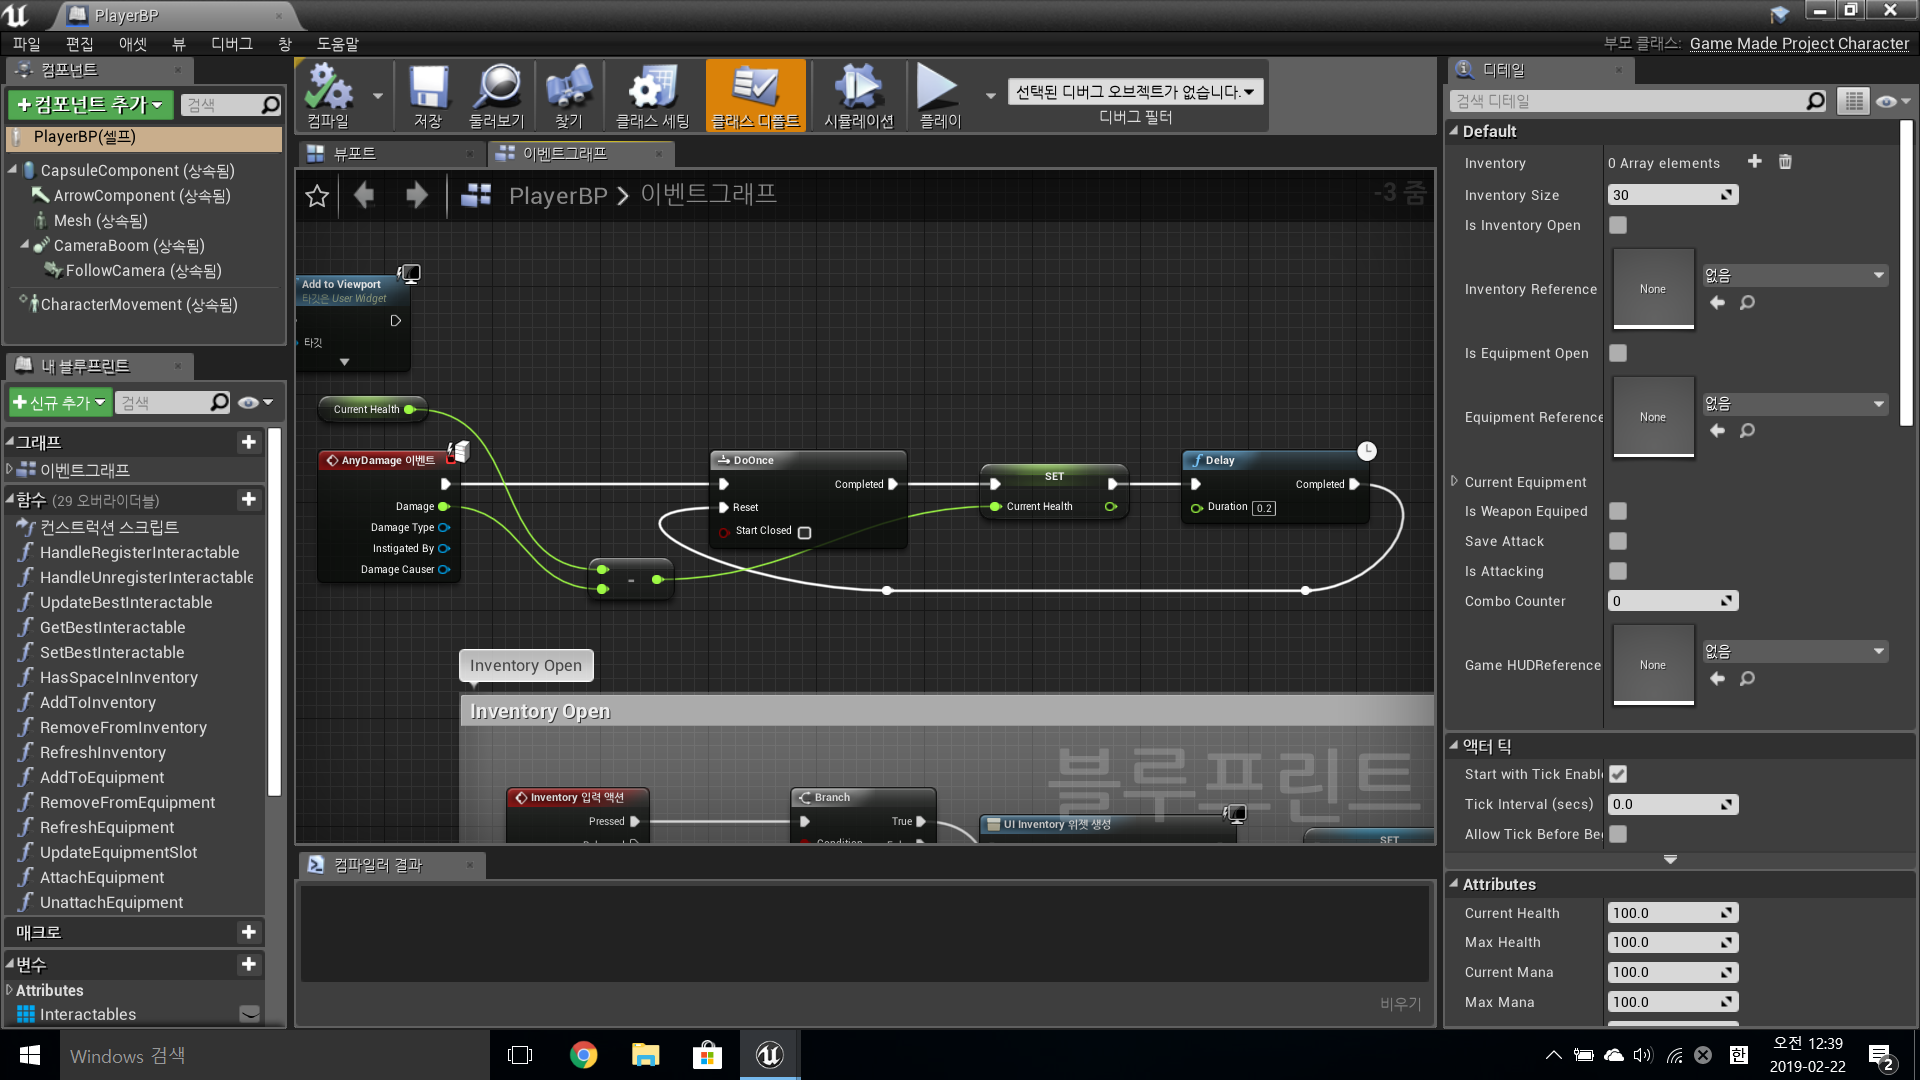 PlayerBP
파일 편집 애셋 뷰 디버그 창 도움말
부모 클래스: Game Made Project Character
컴포넌트
컴포넌트 추가 검색
PlayerBP(셀프)
CapsuleComponent (상속됨)
ArrowComponent (상속됨)
Mesh (상속됨)
CameraBoom (상속됨)
FollowCamera (상속됨)
CharacterMovement (상속됨)
내 블루프린트
신규 추가 검색
그래프
이벤트그래프
함수 (29 오버라이더블)
컨스트럭션 스크립트
HandleRegisterInteractable
HandleUnregisterInteractable
UpdateBestInteractable
GetBestInteractable
SetBestInteractable
HasSpaceInInventory
AddToInventory
RemoveFromInventory
RefreshInventory
AddToEquipment
RemoveFromEquipment
RefreshEquipment
UpdateEquipmentSlot
AttachEquipment
UnattachEquipment
매크로
변수
Attributes
Interactables
컴파일 저장 둘러보기 찾기 클래스 세팅 클래스 디폴트 시뮬레이션 플레이
선택된 디버그 오브젝트가 없습니다.
디버그 필터
뷰포트 이벤트그래프
PlayerBP > 이벤트그래프
-3 줌
Add to Viewport
타깃은 User Widget
타깃
Current Health
AnyDamage 이벤트
Damage
Damage Type
Instigated By
Damage Causer
-
DoOnce
Completed
Reset
Start Closed
SET
Current Health
Delay
Completed
Duration 0.2
Inventory Open
Inventory Open
블루프린트
Inventory 입력 액션
Pressed
Branch
True
UI Inventory 위젯 생성
SET
컴파일러 결과
비우기
디테일
검색 디테일
Default
Inventory 0 Array elements
Inventory Size 30
Is Inventory Open
Inventory Reference None 없음
Is Equipment Open
Equipment Reference None 없음
Current Equipment
Is Weapon Equiped
Save Attack
Is Attacking
Combo Counter 0
Game HUDReference None 없음
액터 틱
Start with Tick Enabl
Tick Interval (secs) 0.0
Allow Tick Before Be
Attributes
Current Health 100.0
Max Health 100.0
Current Mana 100.0
Max Mana 100.0
Windows 검색
한
오전 12:39
2019-02-22
2